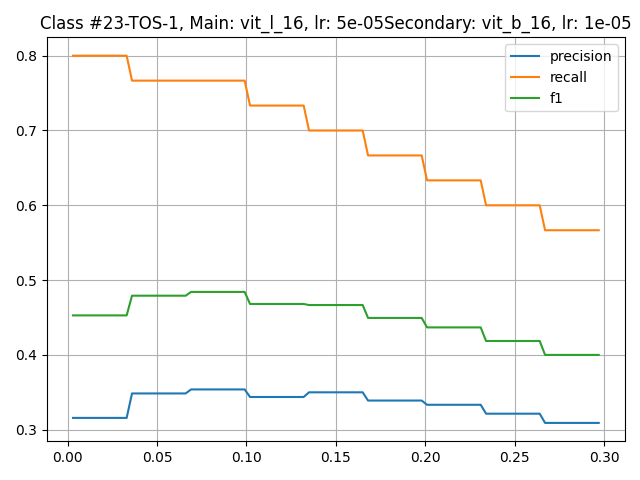 Class #23-TOS-1, Main: vit_l_16, lr: 5e-05Secondary: vit_b_16, lr: 1e-05
precision
recall
f1
0.8
0.7
0.6
0.5
0.4
0.3
0.00 0.05 0.10 0.15 0.20 0.25 0.30